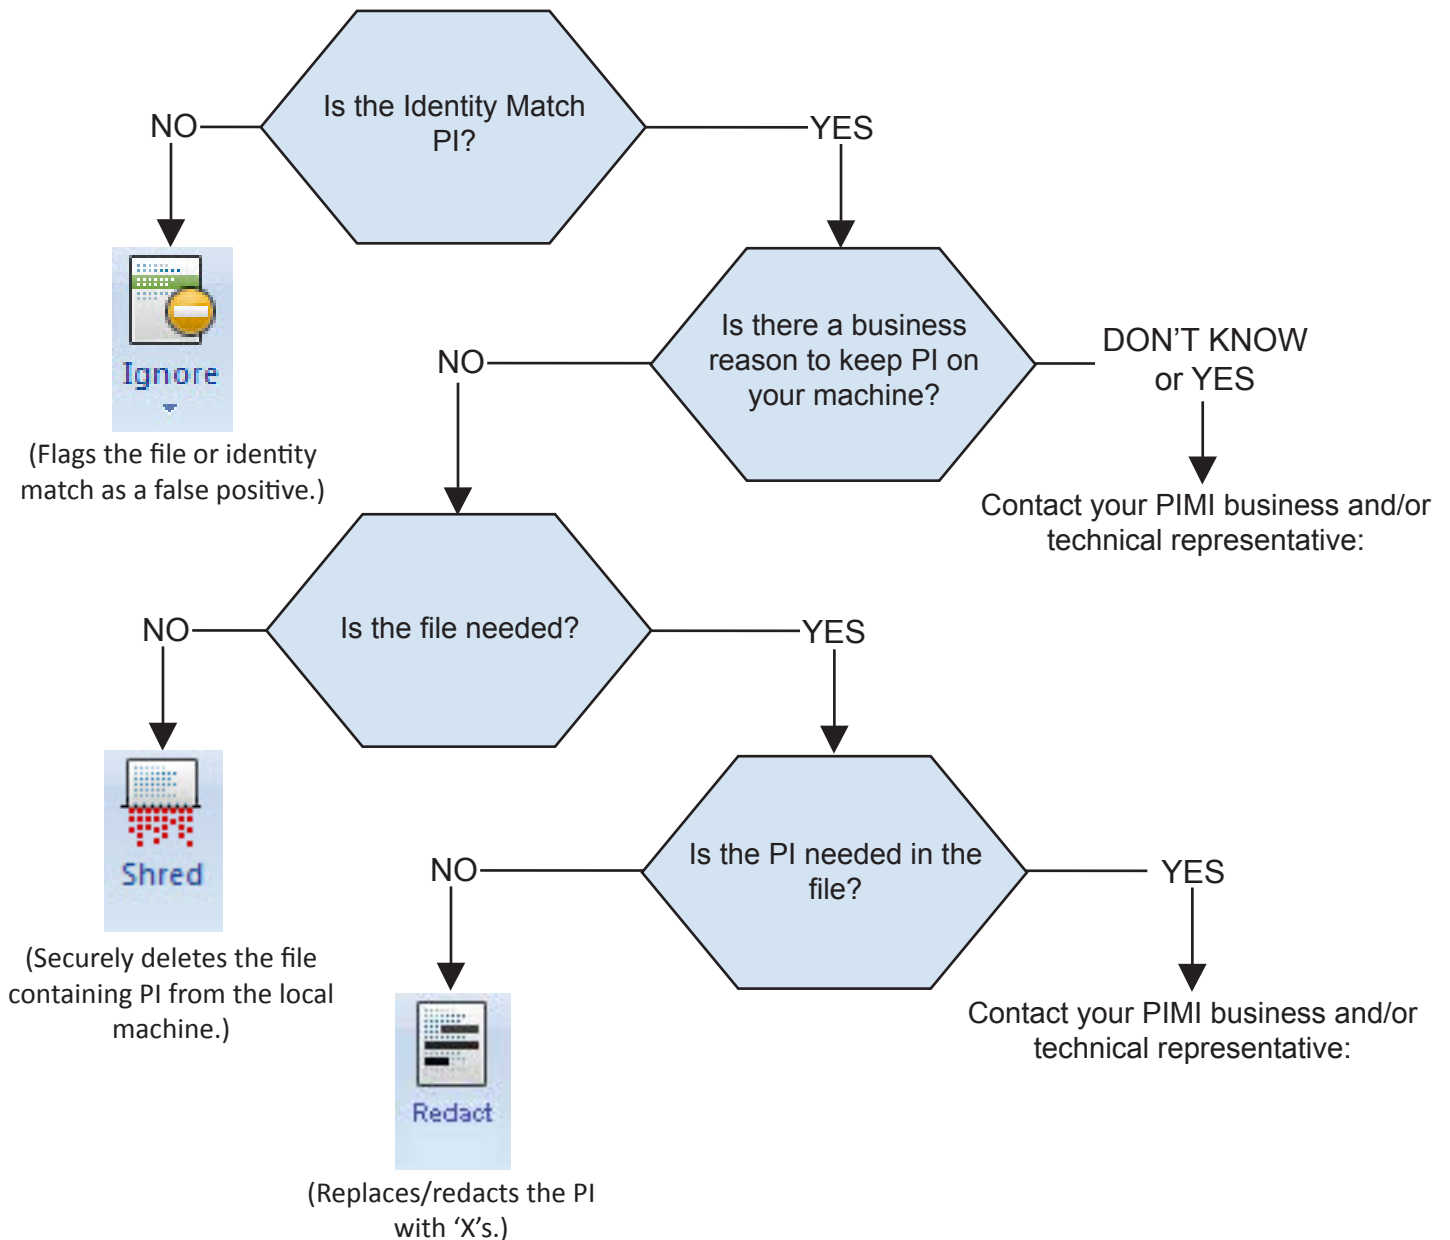 Is the Identity Match
PI?
NO
YES
Ignore
(Flags the file or identity
match as a false positive.)
Is there a business
reason to keep PI on
your machine?
NO
DON'T KNOW
or YES
Contact your PIMI business and/or
technical representative:
Is the file needed?
NO
YES
Shred
(Securely deletes the file
containing PI from the local
machine.)
Is the PI needed in the
file?
NO
YES
Redact
(Replaces/redacts the PI
with ‘X’s.)
Contact your PIMI business and/or
technical representative: